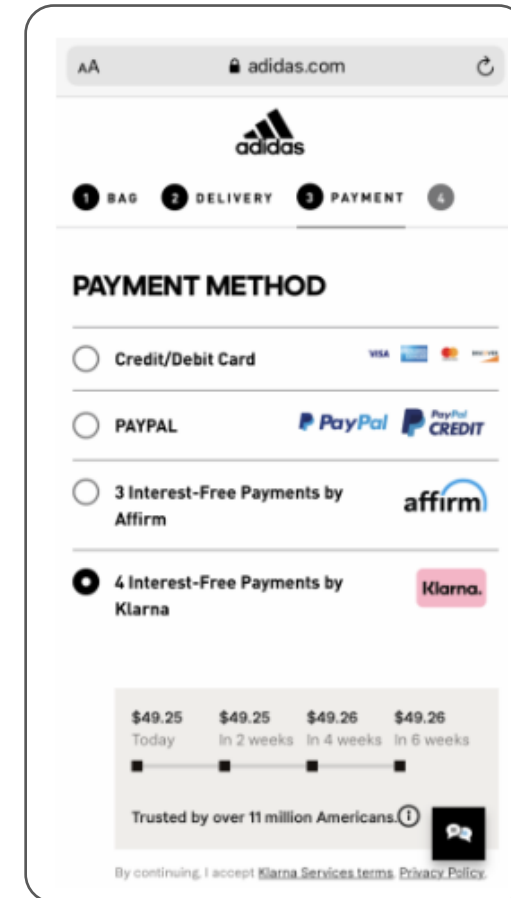 AA adidas.com
adidas
1 BAG 2 DELIVERY 3 PAYMENT 4
PAYMENT METHOD
Credit/Debit Card VISA
PAYPAL PayPal PayPal CREDIT
3 Interest-Free Payments by
Affirm
affirm
4 Interest-Free Payments by
Klarna
Klarna.
$49.25 $49.25 $49.26 $49.26
Today In 2 weeks In 4 weeks In 6 weeks
Trusted by over 11 million Americans.
By continuing, I accept Klarna Services terms. Privacy Policy.